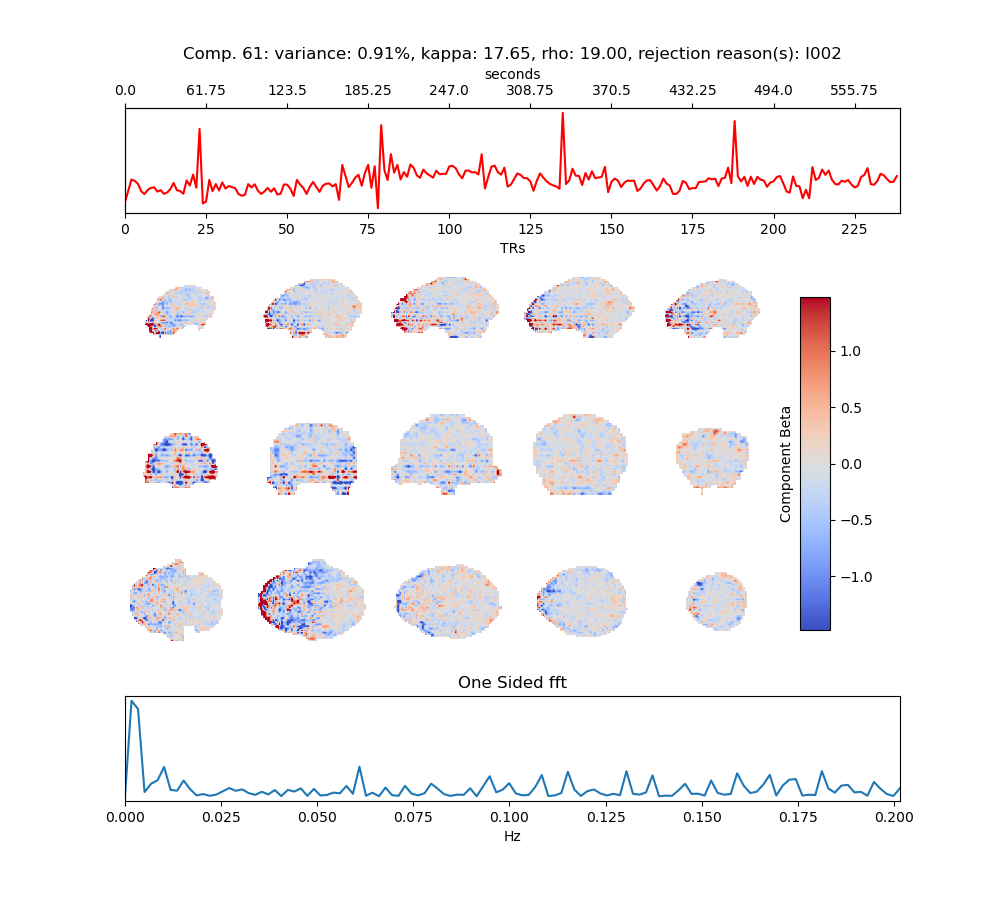 Comp. 61: variance: 0.91%, kappa: 17.65, rho: 19.00, rejection reason(s): I002
seconds
0.0 61.75 123.5 185.25 247.0 308.75 370.5 432.25 494.0 555.75
0 25 50 75 100 125 150 175 200 225
TRs
1.0
0.5
0.0
−0.5
−1.0
Component Beta
One Sided fft
0.000 0.025 0.050 0.075 0.100 0.125 0.150 0.175 0.200
Hz